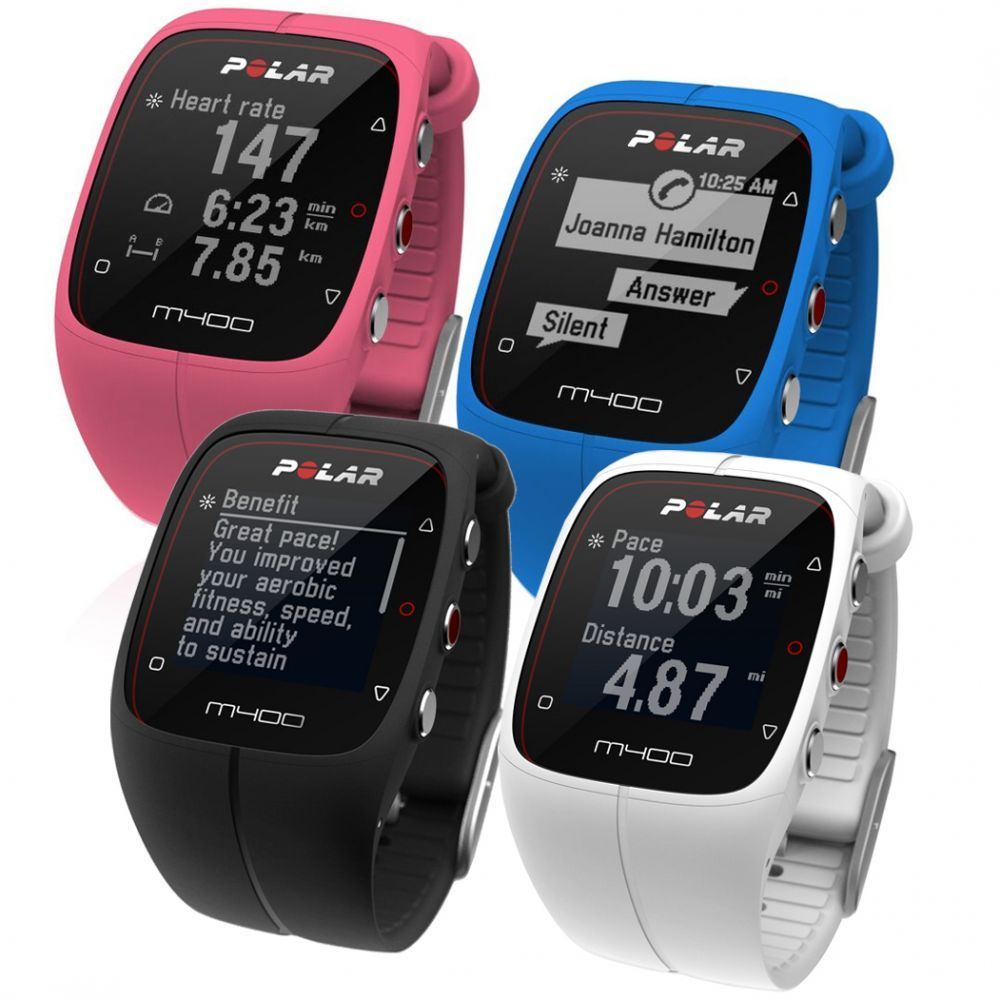 POLAR
Heart rate
147
6:23 min km
A B
7.85 km
M400
POLAR
10:25 AM
Joanna Hamilton
Answer
Silent
M400
POLAR
Benefit
Great pace!
You improved
your aerobic
fitness, speed,
and ability
to sustain
M400
POLAR
Pace
10:03 min mi
Distance
4.87 mi
M400